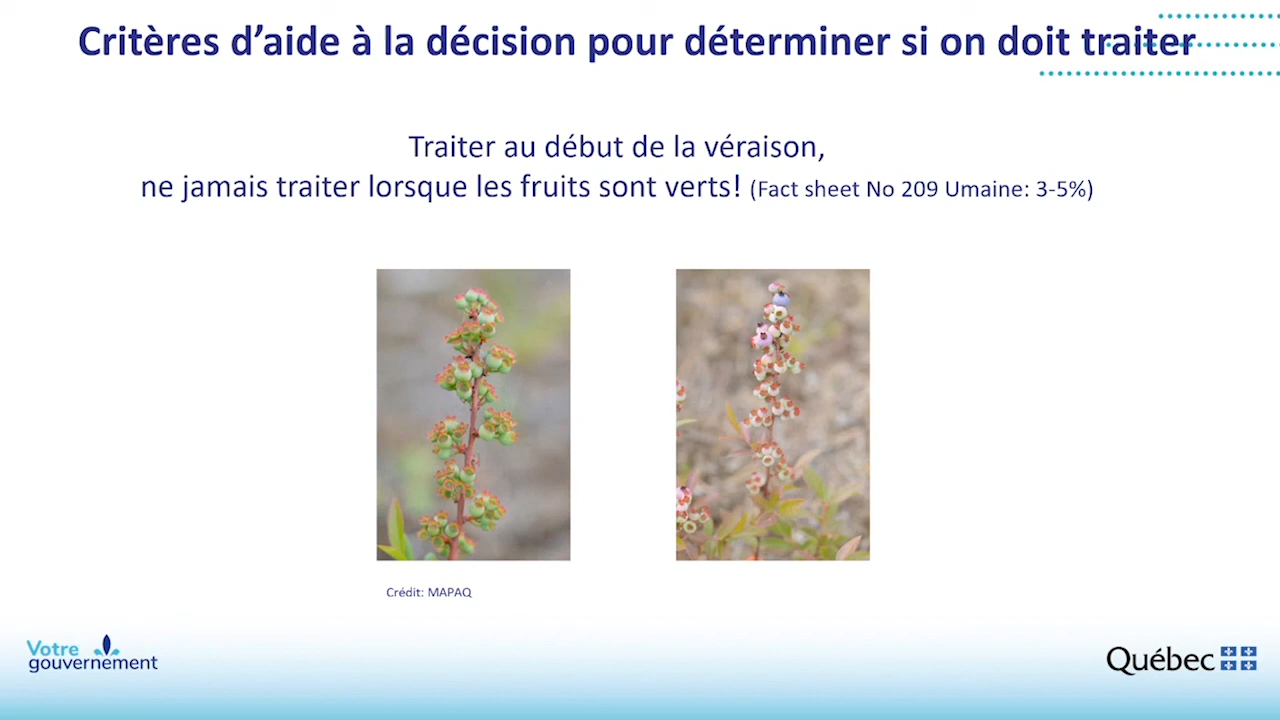 Critères d’aide à la décision pour déterminer si on doit traiter
Traiter au début de la véraison,
ne jamais traiter lorsque les fruits sont verts! (Fact sheet No 209 Umaine: 3-5%)
Crédit: MAPAQ
Votre
gouvernement
Québec